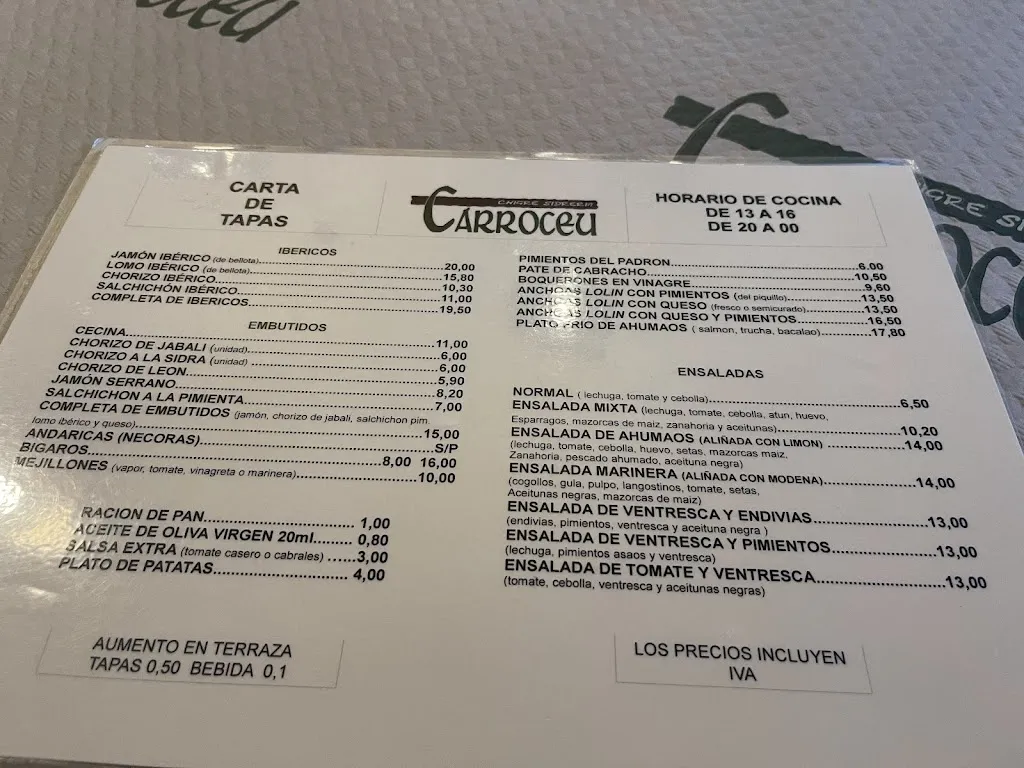 CARTA
DE
TAPAS
CHIGRE SIDRERIA
CARROCEU
HORARIO DE COCINA
DE 13 A 16
DE 20 A 00
IBERICOS
JAMÓN IBÉRICO (de bellota)...20,00
LOMO IBÉRICO (de bellota)...15,80
CHORIZO IBÉRICO...10,30
SALCHICHÓN IBÉRICO...11,00
COMPLETA DE IBERICOS...19,50
EMBUTIDOS
CECINA...11,00
CHORIZO DE JABALI (unidad)...6,00
CHORIZO A LA SIDRA (unidad)...6,00
CHORIZO DE LEON...5,90
JAMÓN SERRANO...8,20
SALCHICHON A LA PIMIENTA...7,00
COMPLETA DE EMBUTIDOS (jamón, chorizo de jabali, salchichon pim.
lomo ibérico y queso)...15,00
ANDARICAS (NECORAS)...S/P
BIGAROS...8,00 16,00
MEJILLONES (vapor, tomate, vinagreta o marinera)...10,00
RACION DE PAN... 1,00
ACEITE DE OLIVA VIRGEN 20ml... 0,80
SALSA EXTRA (tomate casero o cabrales) ...3,00
PLATO DE PATATAS... 4,00
AUMENTO EN TERRAZA
TAPAS 0,50 BEBIDA 0,1
PIMIENTOS DEL PADRON...6.00
PATE DE CABRACHO...10,50
BOQUERONES EN VINAGRE...9,60
ANCHOAS LOLIN CON PIMIENTOS (del piquillo)...13,50
ANCHOAS LOLIN CON QUESO (fresco o semicurado)...13,50
ANCHOAS LOLIN CON QUESO Y PIMIENTOS...16,50
PLATO FRIO DE AHUMAOS ( salmon, trucha, bacalao)...17,80
ENSALADAS
NORMAL ( lechuga, tomate y cebolla)...6,50
ENSALADA MIXTA (lechuga, tomate, cebolla, atun, huevo,
Esparragos, mazorcas de maiz, zanahoria y aceitunas)...10,20
ENSALADA DE AHUMAOS (ALIÑADA CON LIMON) ...14,00
(lechuga, tomate, cebolla, huevo, setas, mazorcas maiz,
Zanahoria, pescado ahumado, aceituna negra)
ENSALADA MARINERA (ALIÑADA CON MODENA)...14,00
(cogollos, gula, pulpo, langostinos, tomate, setas,
Aceitunas negras, mazorcas de maiz)
ENSALADA DE VENTRESCA Y ENDIVIAS...13,00
(endivias, pimientos, ventresca y aceituna negra )
ENSALADA DE VENTRESCA Y PIMIENTOS...13,00
(lechuga, pimientos asaos y ventresca)
ENSALADA DE TOMATE Y VENTRESCA...13,00
(tomate, cebolla, ventresca y aceitunas negras)
LOS PRECIOS INCLUYEN
IVA